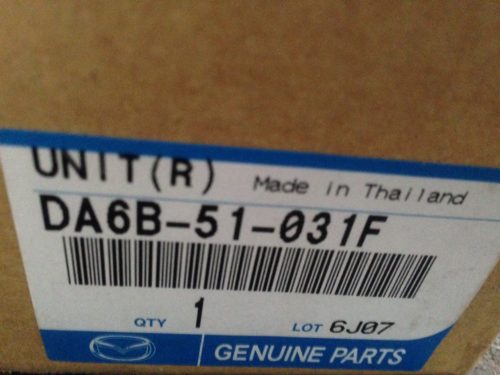 UNIT(R) Made in Thailand
DA6B-51-031F
QTY 1 LOT 6J07
GENUINE PARTS